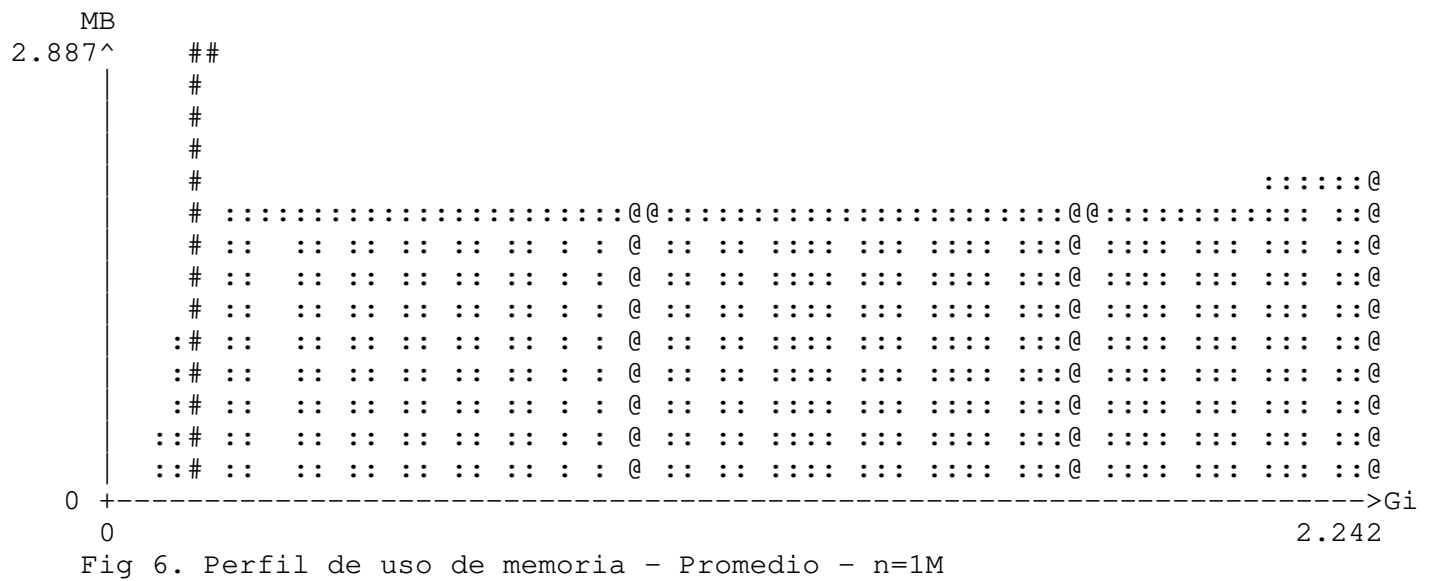 MB
2.887^ ##
| #
| #
| #
| # ::::::@
| # :::::::::::::::::::::::@@:::::::::::::::::::::::@@:::::::::::: ::@
| # :: :: :: :: :: :: : : @ :: :: :::: ::: :::: :::@ :::: ::: ::: ::@
| # :: :: :: :: :: :: : : @ :: :: :::: ::: :::: :::@ :::: ::: ::: ::@
| # :: :: :: :: :: :: : : @ :: :: :::: ::: :::: :::@ :::: ::: ::: ::@
| :# :: :: :: :: :: :: : : @ :: :: :::: ::: :::: :::@ :::: ::: ::: ::@
| :# :: :: :: :: :: :: : : @ :: :: :::: ::: :::: :::@ :::: ::: ::: ::@
| :# :: :: :: :: :: :: : : @ :: :: :::: ::: :::: :::@ :::: ::: ::: ::@
| ::# :: :: :: :: :: :: : : @ :: :: :::: ::: :::: :::@ :::: ::: ::: ::@
| ::# :: :: :: :: :: :: : : @ :: :: :::: ::: :::: :::@ :::: ::: ::: ::@
0 +----------------------------------------------------------------------->Gi
0 2.242
Fig 6. Perfil de uso de memoria - Promedio - n=1M